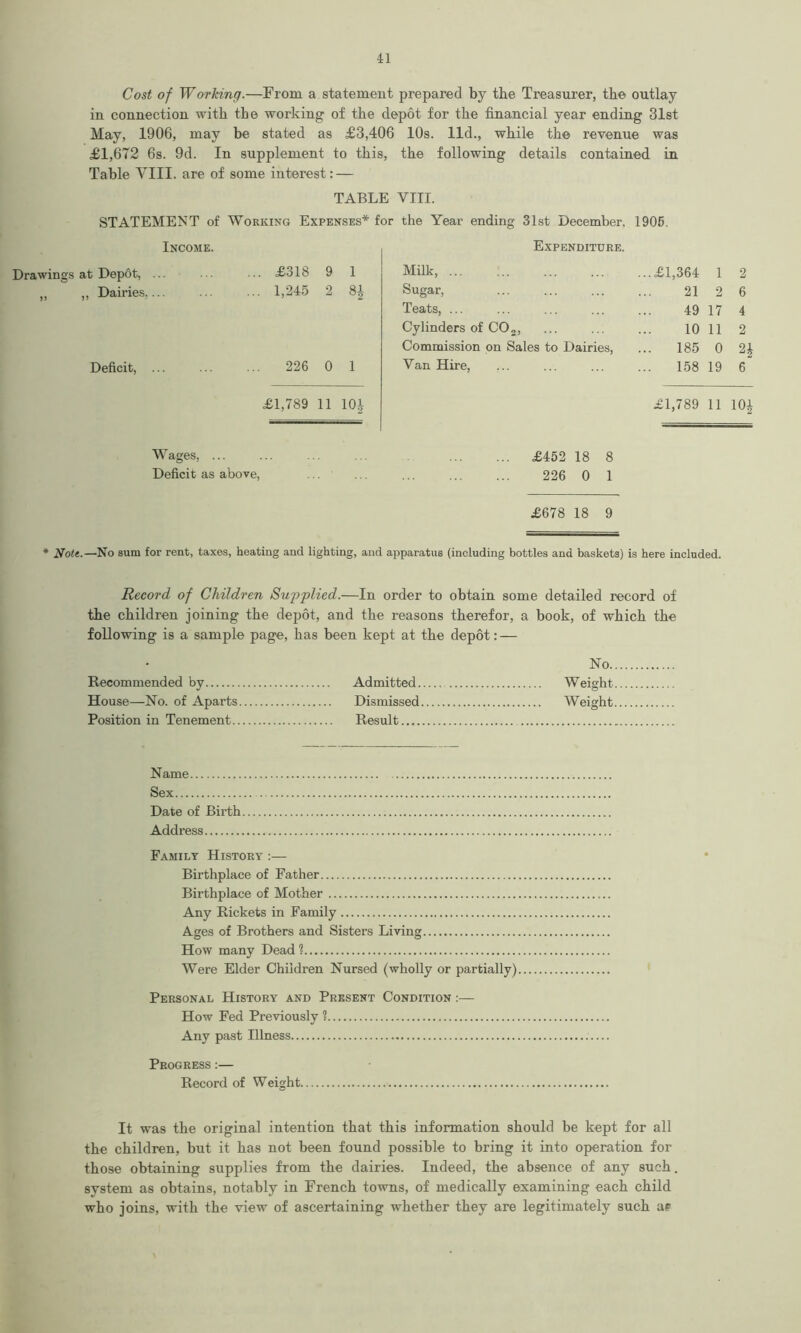 41
Cost of Working.—From a statement prepared by the Treasurer, the outlay
in connection with the working of the depôt for the financial year ending 31st
May, 1906, may be stated as £3,406 10s. 11d., while the revenue was
£1,672 6s. 9d. In supplement to this, the following details contained in
Table VIII. are of some interest:—
TABLE VIII.
STATEMENT of Working Expenses* for the Year ending 31st December, 1905.
Income. Expenditure.
Drawings at Depôt, ... ... ... £318 9 1 Milk, ... ... ... ... ...£1,364 1 2
„ „ Dairies,... ... ... 1,245 2 8½ Sugar, ... ... ... ... 21 2 6
Teats, ... ... ... ... ... 49 17 4
Cylinders of CO2, ... ... ... 10 11 2
Commission on Sales to Dairies, ... 185 0 2½
Deficit, ... ... ... 226 0 1 Van Hire, ... ... ... ... 158 19 6
£1,789 11 10½ £1,789 11 10½
Wages, ... ... ... ... ... ... £452 18 8
Deficit as above, ... ... ... ... ... 226 0 1
£678 18 9
* Note.—No sum for rent, taxes, heating and lighting, and apparatus (including bottles and baskets) is here included.
Record of Children Supplied.—In order to obtain some detailed record of
the children joining the depôt, and the reasons therefor, a book, of which the
following is a sample page, has been kept at the depôt:—
No.............
Recommended by......................... Admitted......................... Weight............
House—No. of Aparts................... Dismissed......................... Weight............
Position in Tenement.................... Result.......................................................
Name....................................................................................
Sex.......................................................................................
Date of Birth..........................................................................
Address.................................................................................
Family History :—
Birthplace of Father..........................................................
Birthplace of Mother .........................................................
Any Rickets in Family......................................................
Ages of Brothers and Sisters Living.....................................
How many Dead ?.............................................................
Were Elder Children Nursed (wholly or partially)..................
Personal History and Present Condition :—
How Fed Previously ?........................................................
Any past Illness................................................................
Progress :—
Record of Weight..............................................................
It was the original intention that this information should be kept for all
the children, but it has not been found possible to bring it into operation for
those obtaining supplies from the dairies. Indeed, the absence of any such.
system as obtains, notably in French towns, of medically examining each child
who joins, with the view of ascertaining whether they are legitimately such as